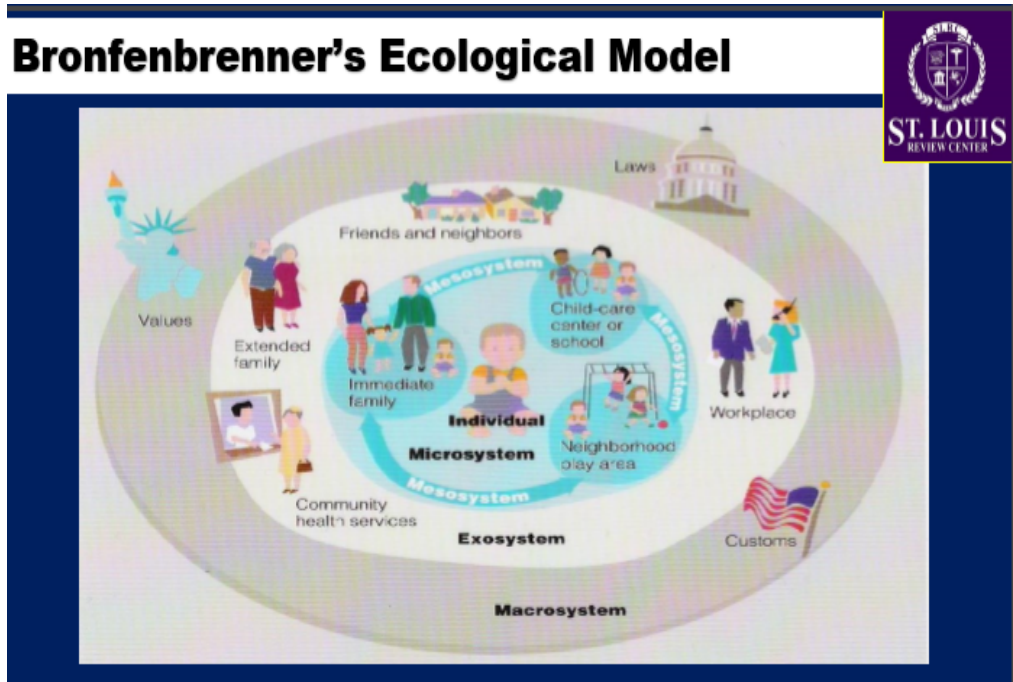 Bronfenbrenner's Ecological Model
SLRC
ST. LOUIS
REVIEW CENTER
Laws
Friends and neighbors
Mesosystem
Child-care
center or
school
Mesosystem
Values
Extended
family
Immediate
family
Individual
Workplace
Microsystem
Neighborhood
play area
Mesosystem
Community
health services
Exosystem
Customs
Macrosystem